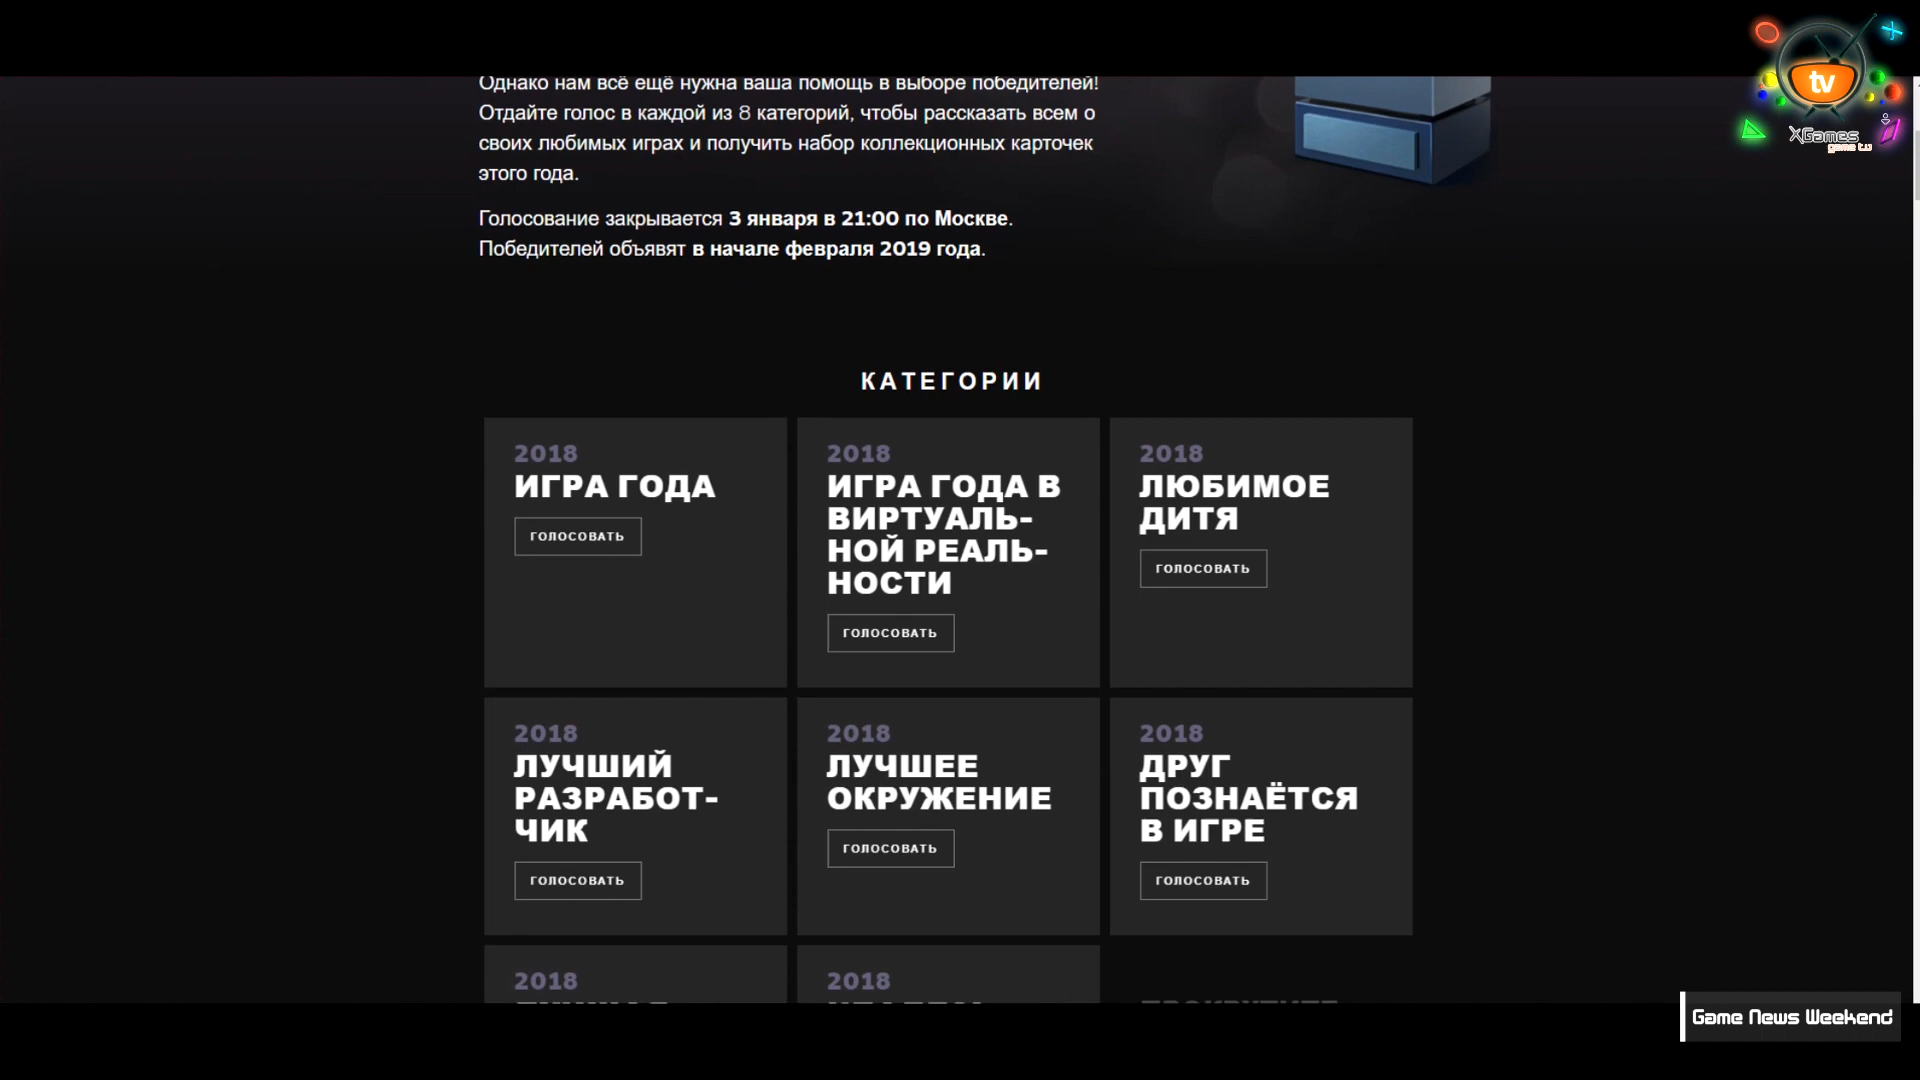 tv
XGames
game t.v
Однако нам всё ещё нужна ваша помощь в выборе победителей!
Отдайте голос в каждой из 8 категорий, чтобы рассказать всем о
своих любимых играх и получить набор коллекционных карточек
этого года.
Голосование закрывается 3 января в 21:00 по Москве.
Победителей объявят в начале февраля 2019 года.
КАТЕГОРИИ
2018
ИГРА ГОДА
ГОЛОСОВАТЬ
2018
ИГРА ГОДА В
ВИРТУАЛЬ-
НОЙ РЕАЛЬ-
НОСТИ
ГОЛОСОВАТЬ
2018
ЛЮБИМОЕ
ДИТЯ
ГОЛОСОВАТЬ
2018
ЛУЧШИЙ
РАЗРАБОТ-
ЧИК
ГОЛОСОВАТЬ
2018
ЛУЧШЕЕ
ОКРУЖЕНИЕ
ГОЛОСОВАТЬ
2018
ДРУГ
ПОЗНАЁТСЯ
В ИГРЕ
ГОЛОСОВАТЬ
2018
2018
Game News Weekend